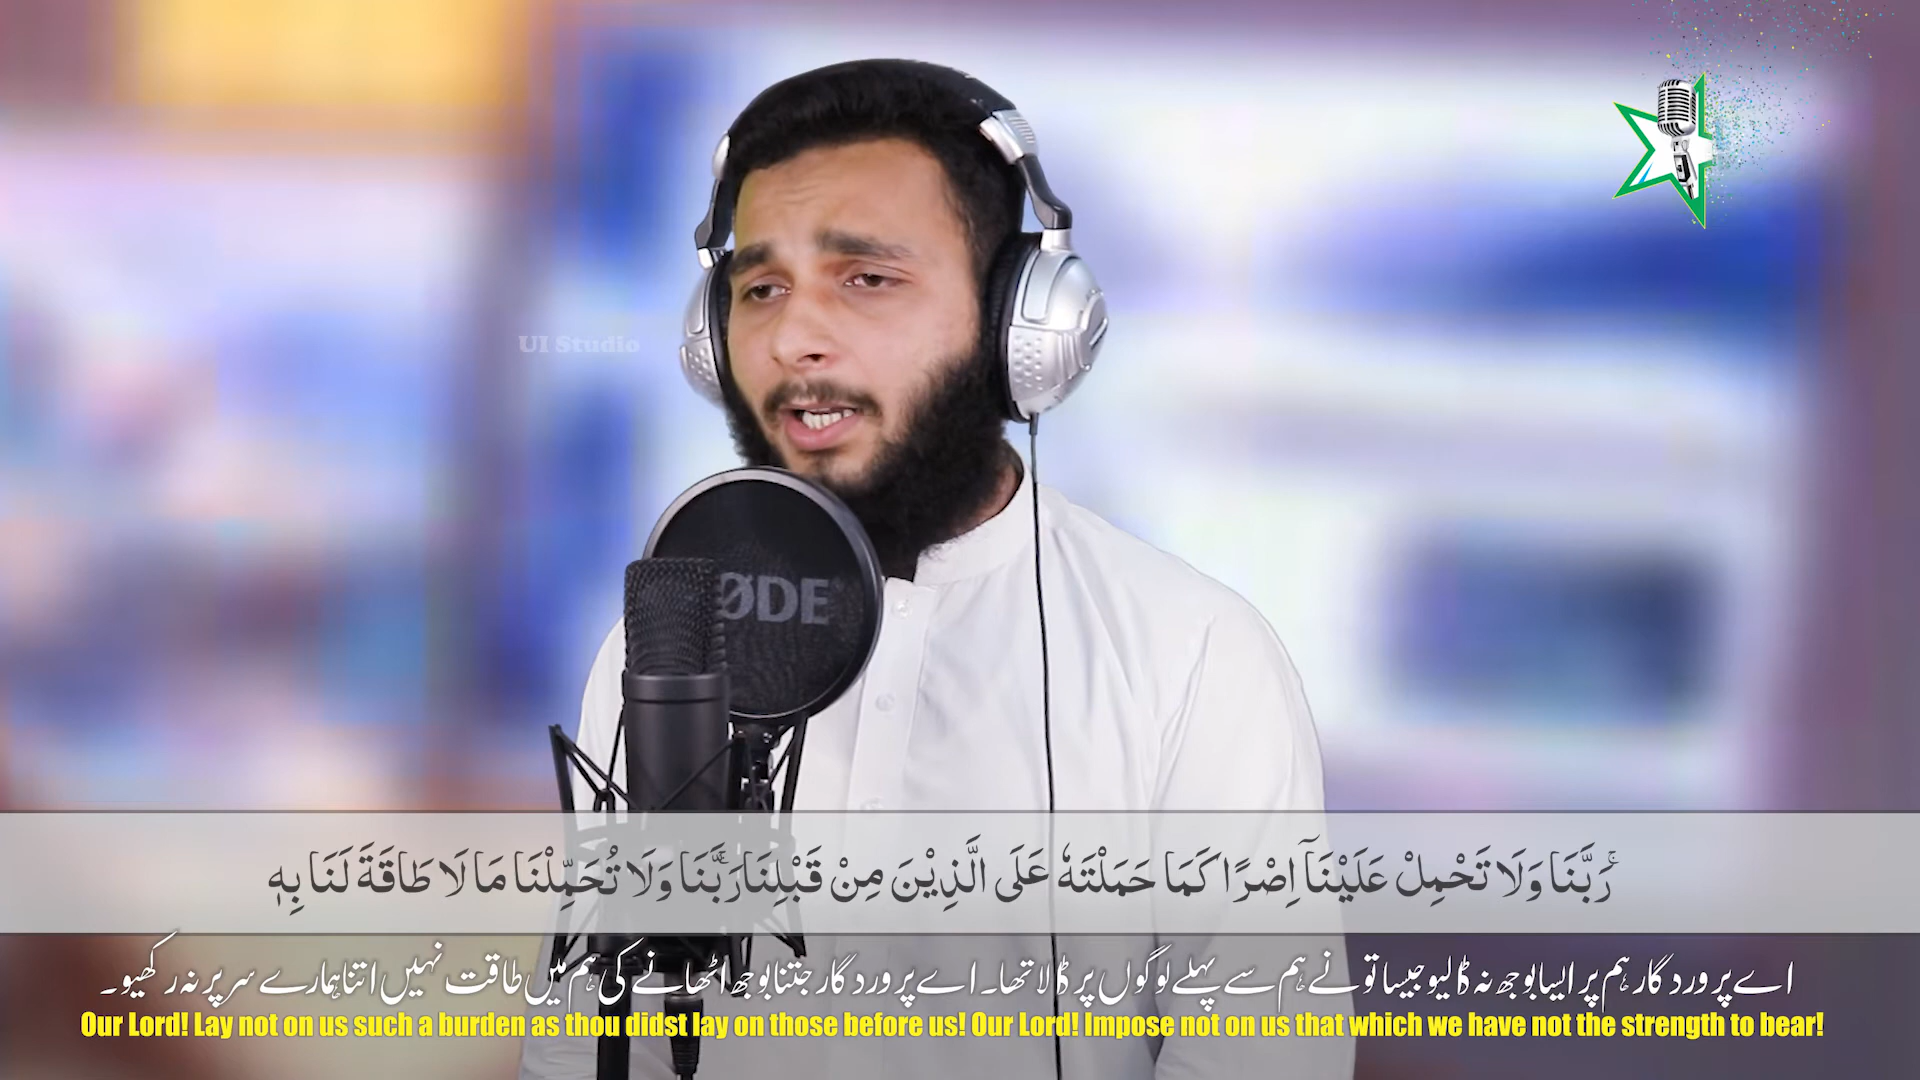 UI Studio
ØDE
رَبَّنَا وَلَا تَحْمِلْ عَلَيْنَآ اِصْرًا كَمَا حَمَلْتَهٗ عَلَى الَّذِيْنَ مِنْ قَبْلِنَا ۚ رَبَّنَا وَلَا تُحَمِّلْنَا مَا لَا طَاقَةَ لَنَا بِهٖ ۚ
اے پروردگار ہم پر ایسا بوجھ نہ ڈالیو جیسا تو نے ہم سے پہلے لوگوں پر ڈالا تھا۔ اے پروردگار جتنا بوجھ اٹھانے کی ہم میں طاقت نہیں اتنا ہمارے سر پر نہ رکھیو۔
Our Lord! Lay not on us such a burden as thou didst lay on those before us! Our Lord! Impose not on us that which we have not the strength to bear!